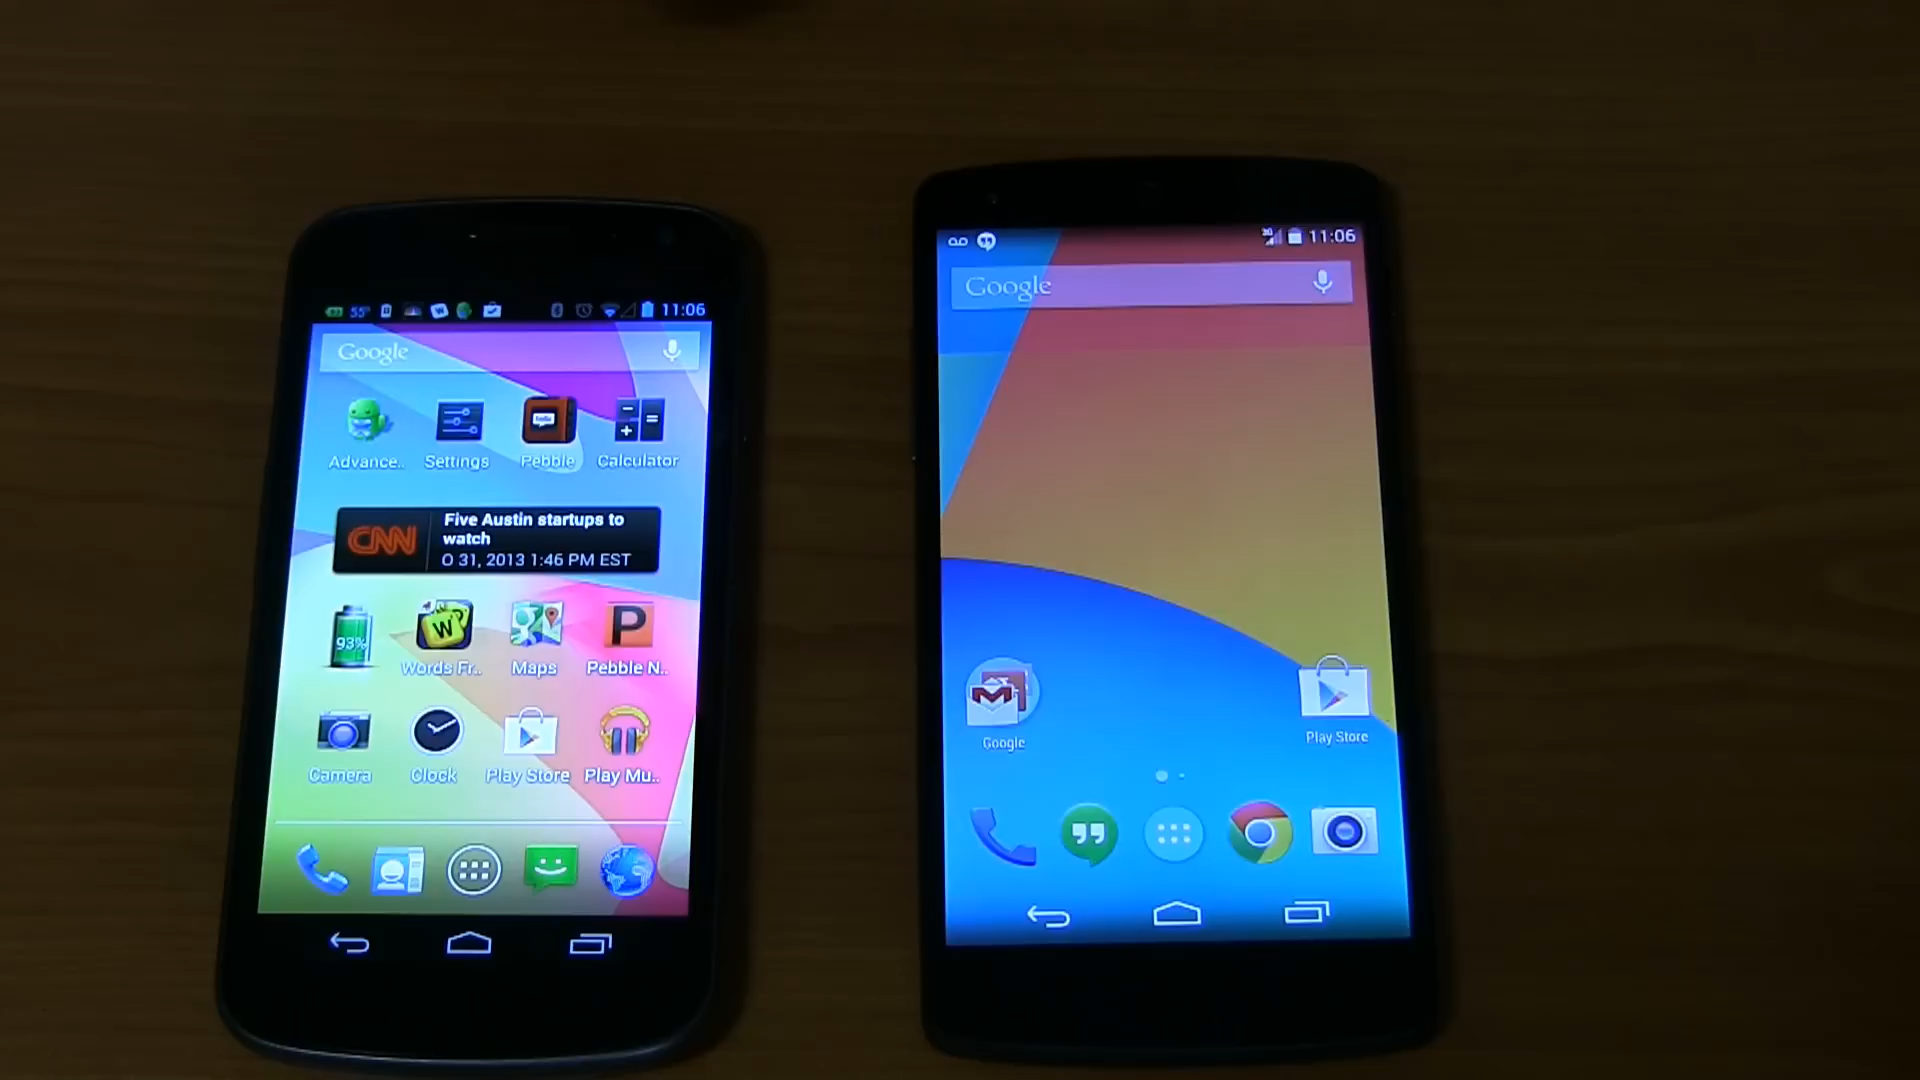 55°
11:06
Google
Advance..
Settings
Pebble
Calculator
CNN
Five Austin startups to
watch
O 31, 2013 1:46 PM EST
93%
W
P
Words Fr..
Maps
Pebble N..
Camera
Clock
Play Store
Play Mu..
3G
11:06
Google
Google
Play Store